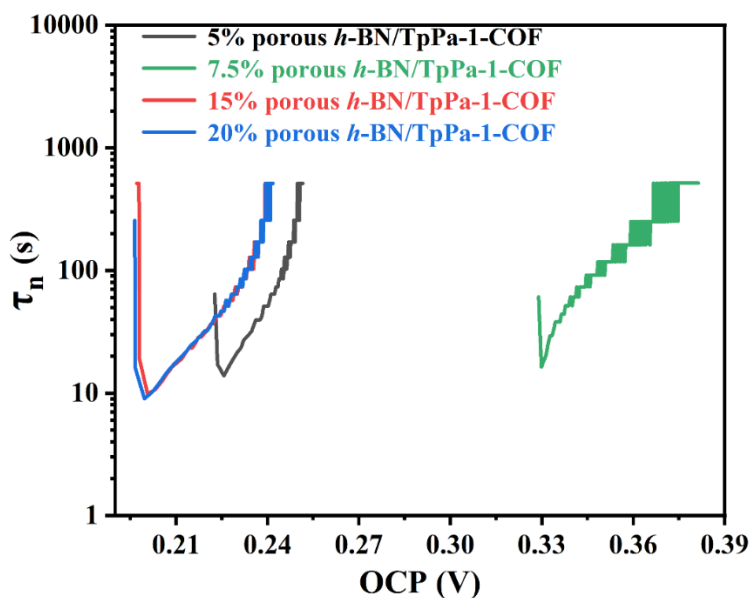 10000
5% porous h-BN/TpPa-1-COF
7.5% porous h-BN/TpPa-1-COF
15% porous h-BN/TpPa-1-COF
20% porous h-BN/TpPa-1-COF
1000
100
10
1
τn (s)
0.21 0.24 0.27 0.30 0.33 0.36 0.39
OCP (V)